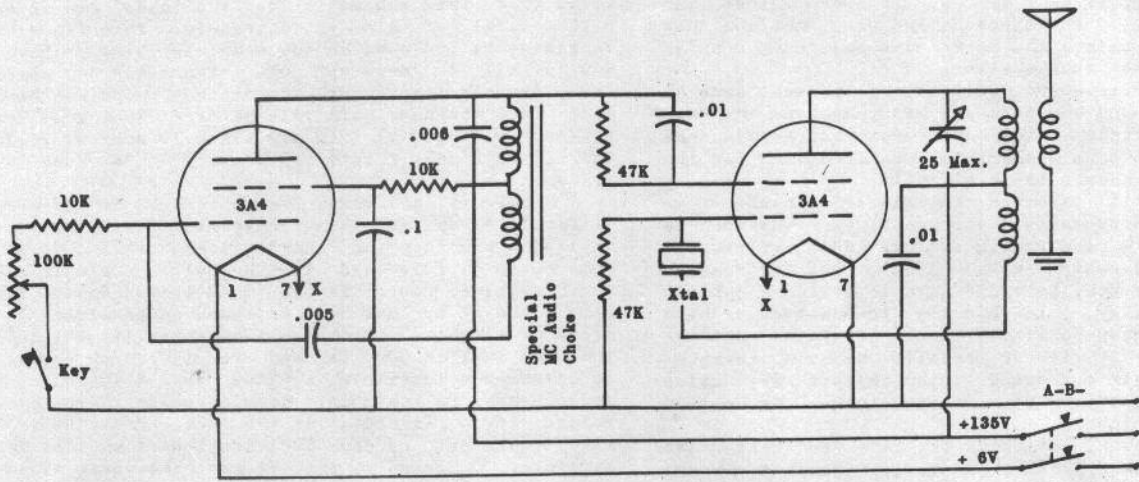 .006
.01
25 Max.
10K
47K
3A4
3A4
10K
.1
.01
100K
1
7
X
Xtal
X
1
7
.005
47K
Special
MC Audio
Choke
Key
A-B-
+135V
+ 6V